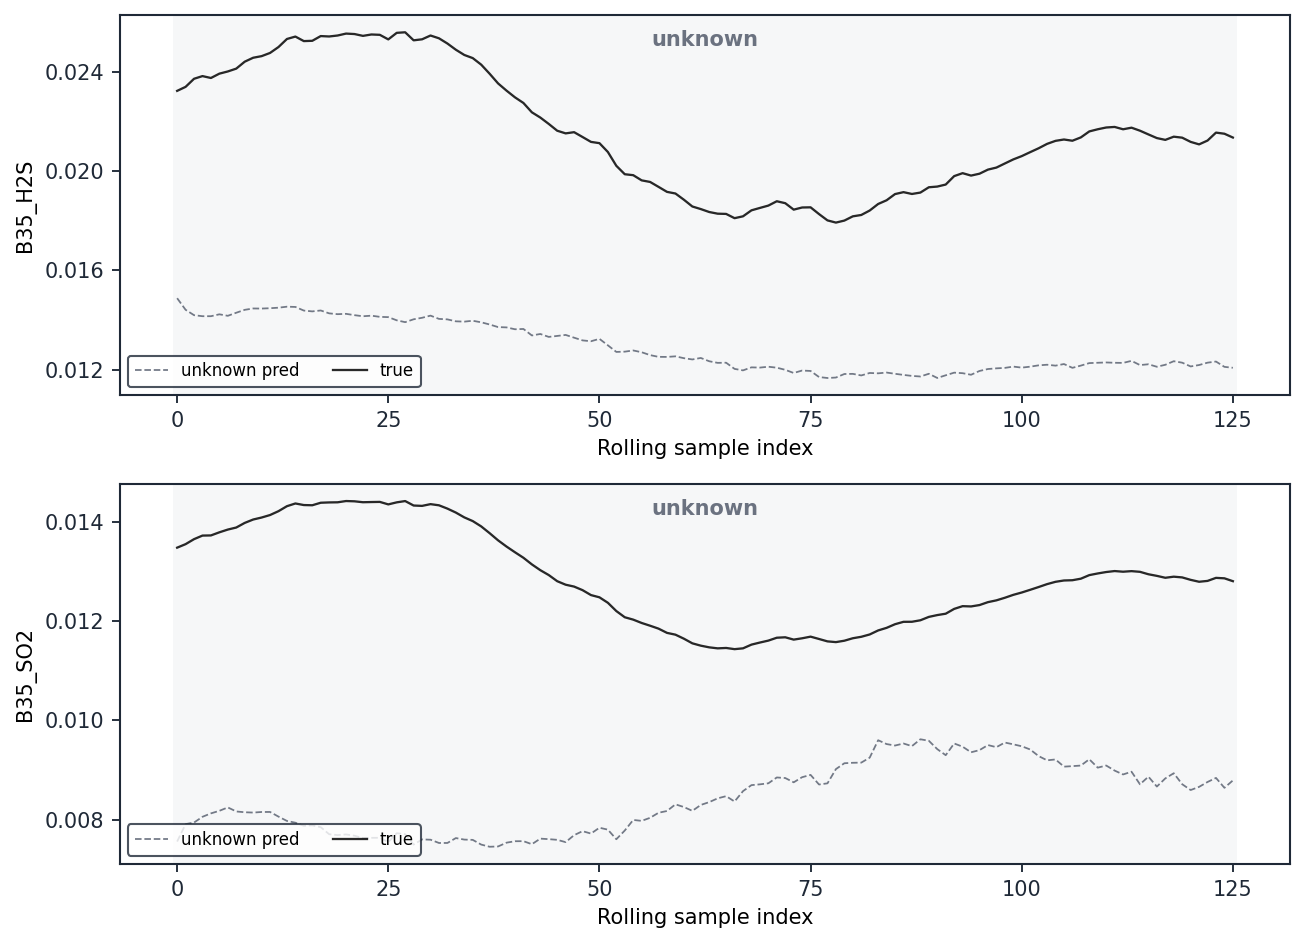 unknown
0.024
0.020
0.016
0.012
B35_H2S
unknown pred
true
0
25
50
75
100
125
Rolling sample index
unknown
0.014
0.012
0.010
0.008
B35_SO2
unknown pred
true
0
25
50
75
100
125
Rolling sample index